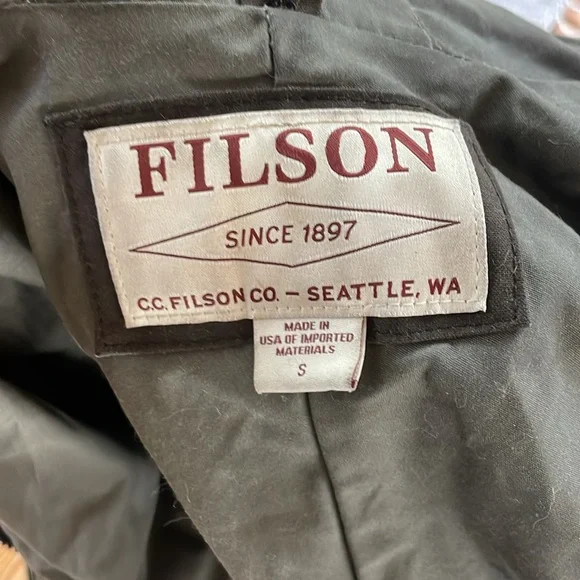 FILSON
SINCE 1897
C.C. FILSON CO. – SEATTLE, WA
MADE IN
USA OF IMPORTED
MATERIALS
S